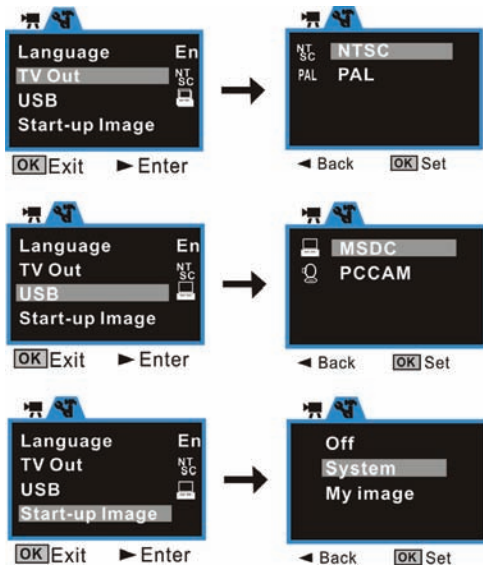 Language En
TV Out NT SC
USB
Start-up Image
OK Exit ► Enter
NT SC NTSC
PAL PAL
◄ Back OK Set
Language En
TV Out NT SC
USB
Start-up Image
OK Exit ► Enter
MSDC
PCCAM
◄ Back OK Set
Language En
TV Out NT SC
USB
Start-up Image
OK Exit ► Enter
Off
System
My image
◄ Back OK Set